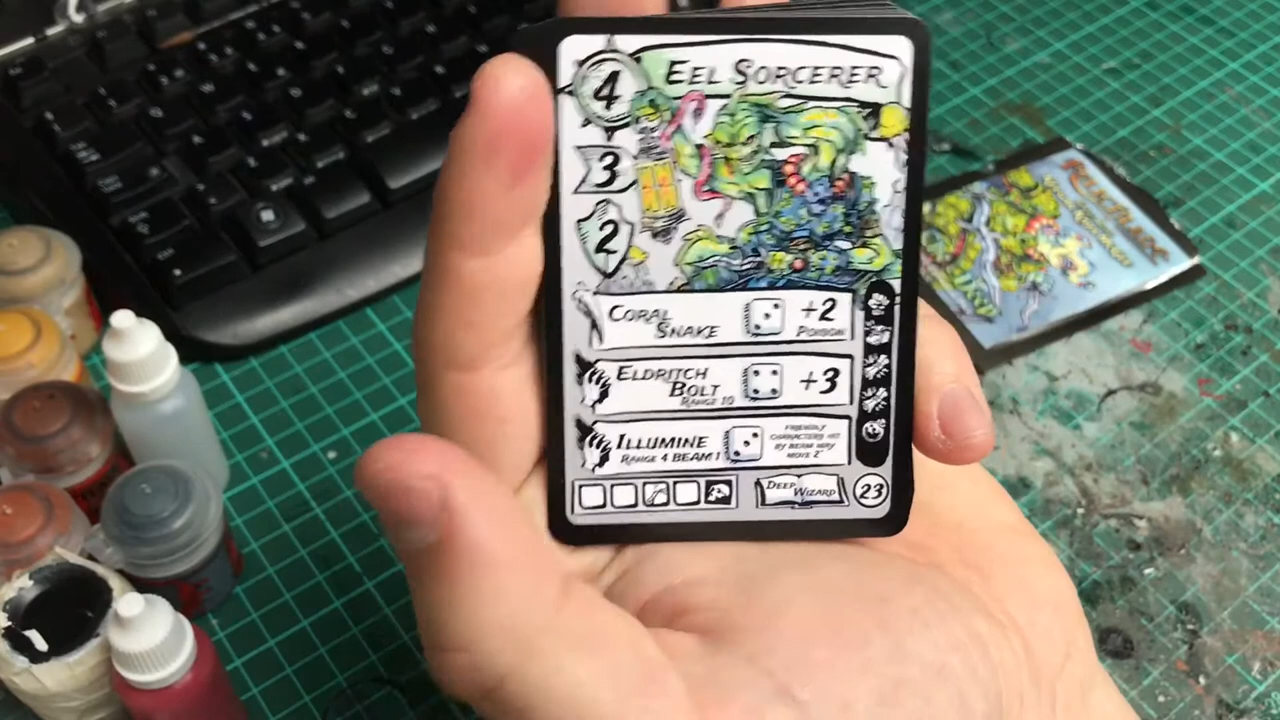 4
EEL SORCERER
3
2
CORAL
SNAKE
+2
POISON
ELDRITCH
BOLT
RANGE 10
+3
ILLUMINE
RANGE 4 BEAM 1
FRIENDLY
CHARACTERS HIT
BY BEAM MAY
MOVE 2"
DEEP
WIZARD
23